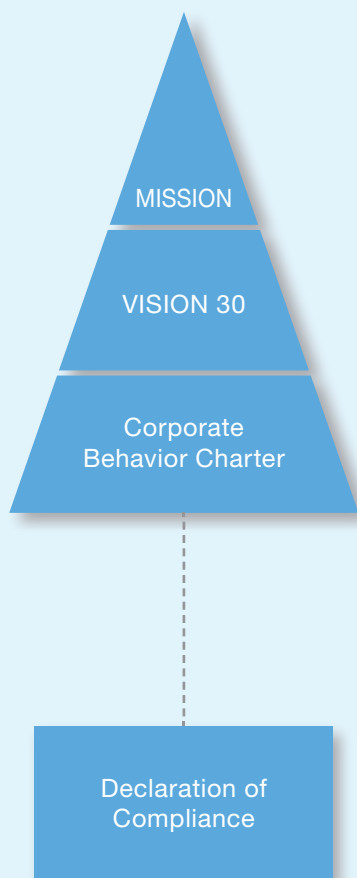 MISSION
VISION 30
Corporate
Behavior Charter
Declaration of
Compliance